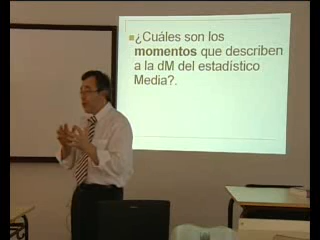 ¿Cuáles son los
momentos que describen
a la dM del estadístico
Media?.